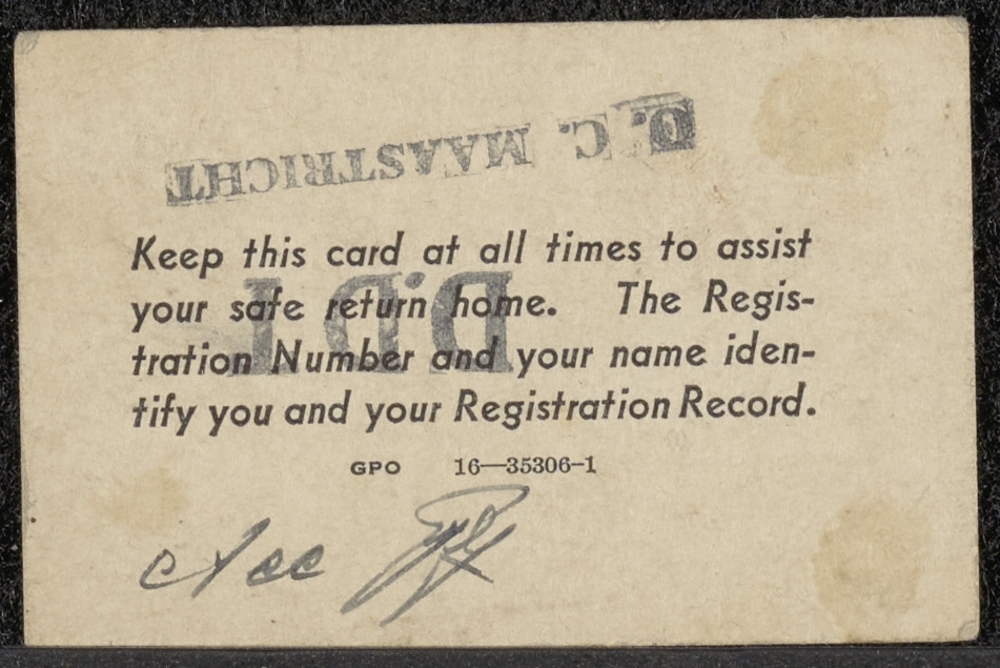 D. C. MAASTRICHT
Keep this card at all times to assist
your safe return home. The Regis-
tration Number and your name iden-
tify you and your Registration Record.
GPO 16—35306-1